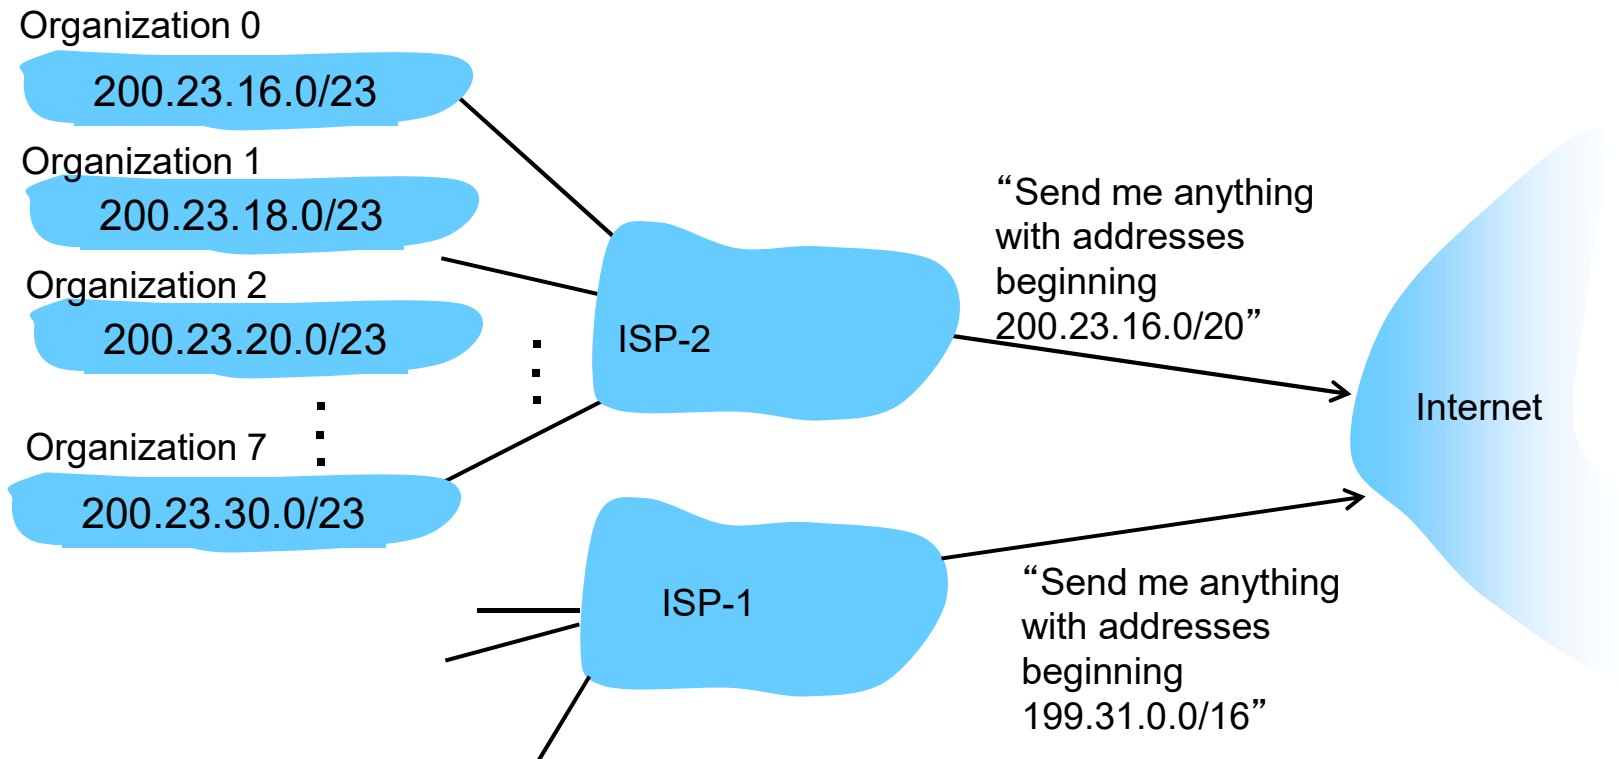 Organization 0
200.23.16.0/23
Organization 1
200.23.18.0/23
Organization 2
200.23.20.0/23
Organization 7
200.23.30.0/23
ISP-2
“Send me anything
with addresses
beginning
200.23.16.0/20”
Internet
ISP-1
“Send me anything
with addresses
beginning
199.31.0.0/16”